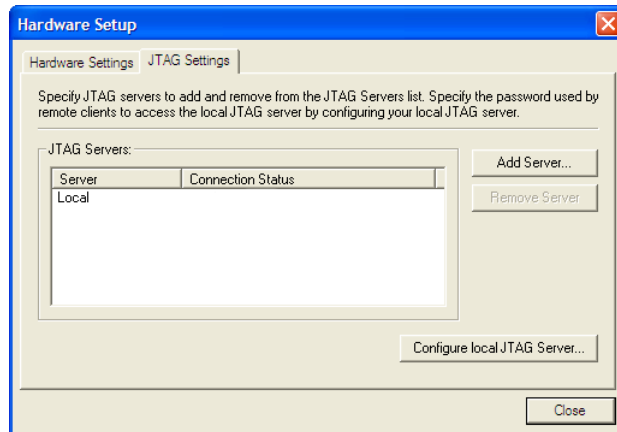 Hardware Setup
Hardware Settings JTAG Settings
Specify JTAG servers to add and remove from the JTAG Servers list. Specify the password used by
remote clients to access the local JTAG server by configuring your local JTAG server.
JTAG Servers:
Add Server...
Server Connection Status
Remove Server
Local
Configure local JTAG Server...
Close